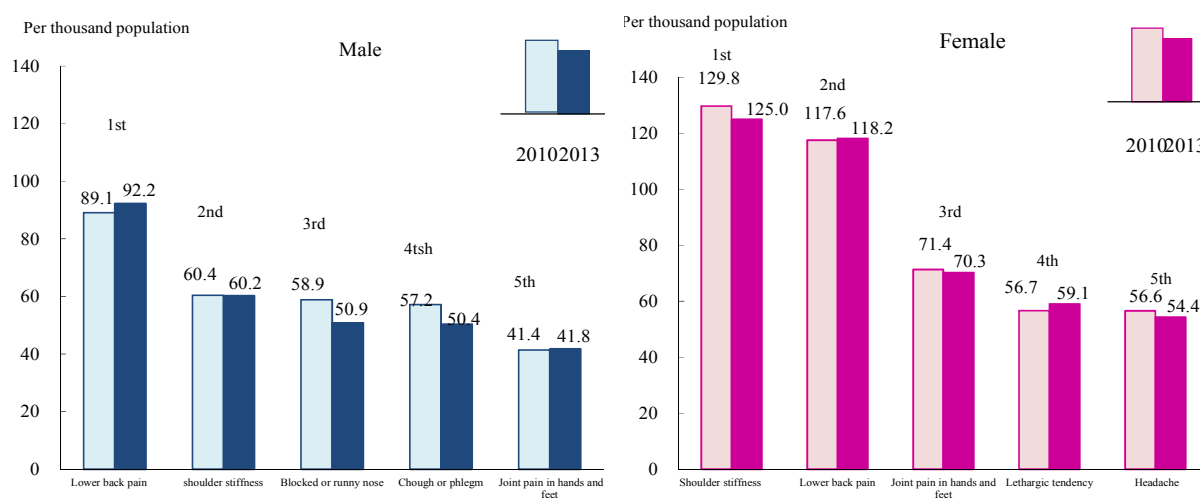 Per thousand population
Male
140
120
100
80
60
40
20
0
1st
89.1 92.2
2nd
60.4 60.2
3rd
58.9 50.9
4tsh
57.2 50.4
5th
41.4 41.8
20102013
Lower back pain
shoulder stiffness
Blocked or runny nose
Chough or phlegm
Joint pain in hands and
feet
Per thousand population
Female
140
120
100
80
60
40
20
0
1st
129.8 125.0
2nd
117.6 118.2
3rd
71.4 70.3
4th
56.7 59.1
5th
56.6 54.4
20102013
Shoulder stiffness
Lower back pain
Joint pain in hands and
feet
Lethargic tendency
Headache